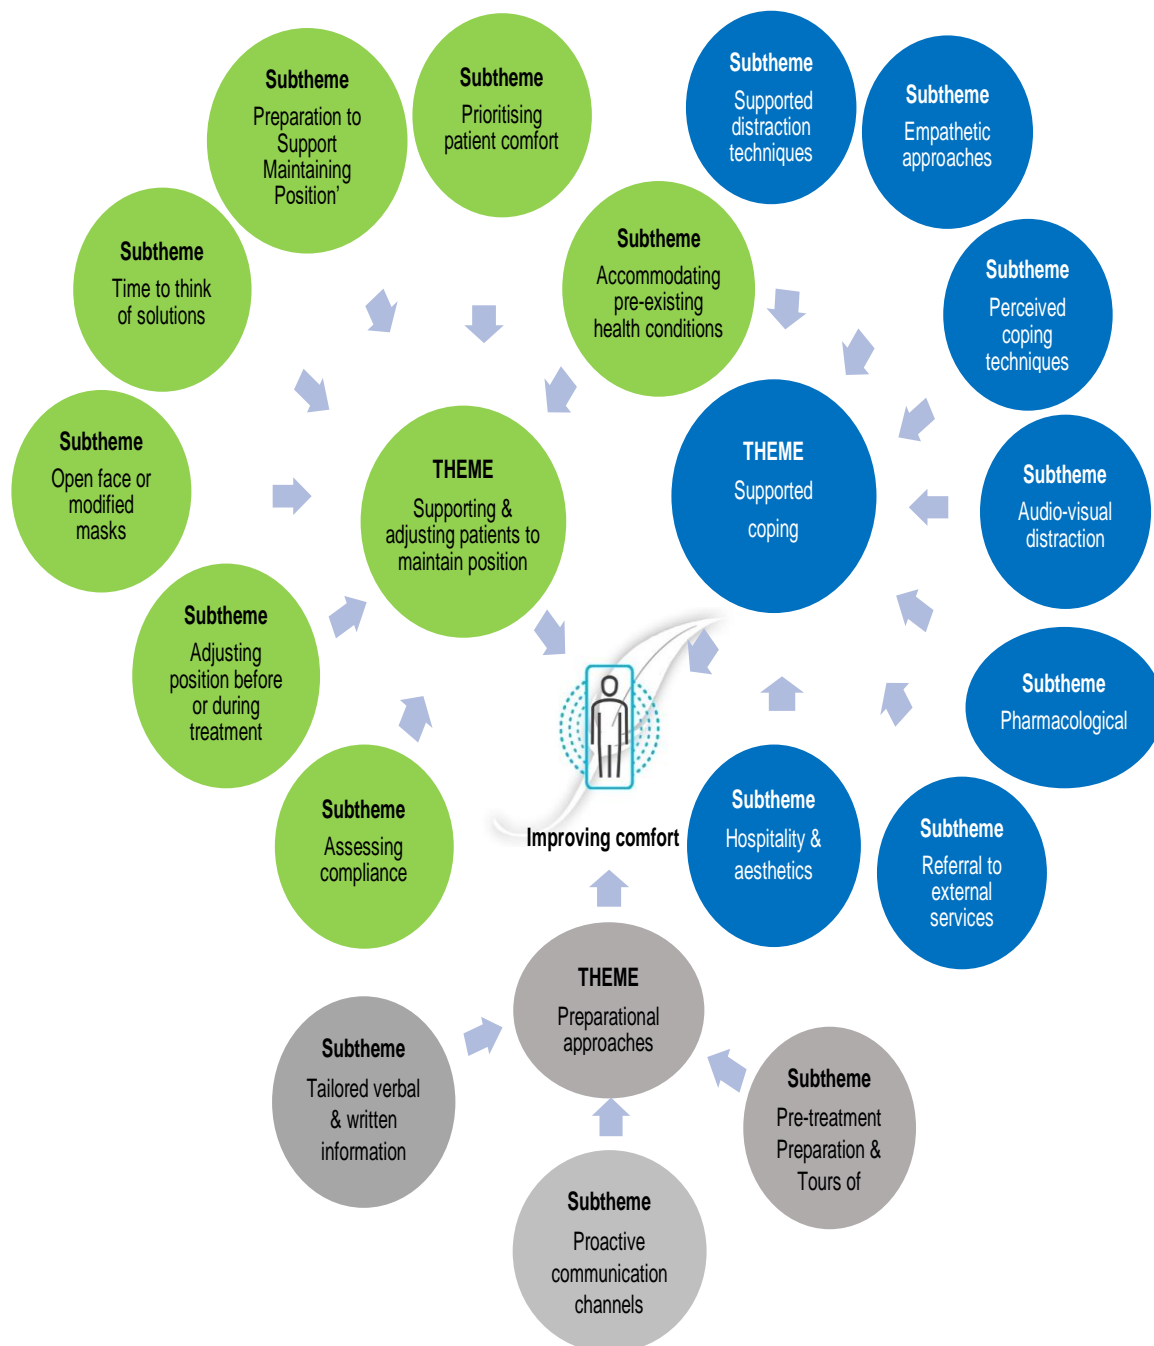 Subtheme
Preparation to
Support
Maintaining
Position’
Subtheme
Prioritising
patient comfort
Subtheme
Supported
distraction
techniques
Subtheme
Empathetic
approaches
Subtheme
Time to think
of solutions
Subtheme
Accommodating
pre-existing
health conditions
Subtheme
Perceived
coping
techniques
Subtheme
Open face or
modified
masks
THEME
Supporting &
adjusting patients to
maintain position
THEME
Supported
coping
Subtheme
Audio-visual
distraction
Subtheme
Adjusting
position before
or during
treatment
Subtheme
Pharmacological
Subtheme
Assessing
compliance
Improving comfort
Subtheme
Hospitality &
aesthetics
Subtheme
Referral to
external
services
THEME
Preparational
approaches
Subtheme
Tailored verbal
& written
information
Subtheme
Pre-treatment
Preparation &
Tours of
Subtheme
Proactive
communication
channels